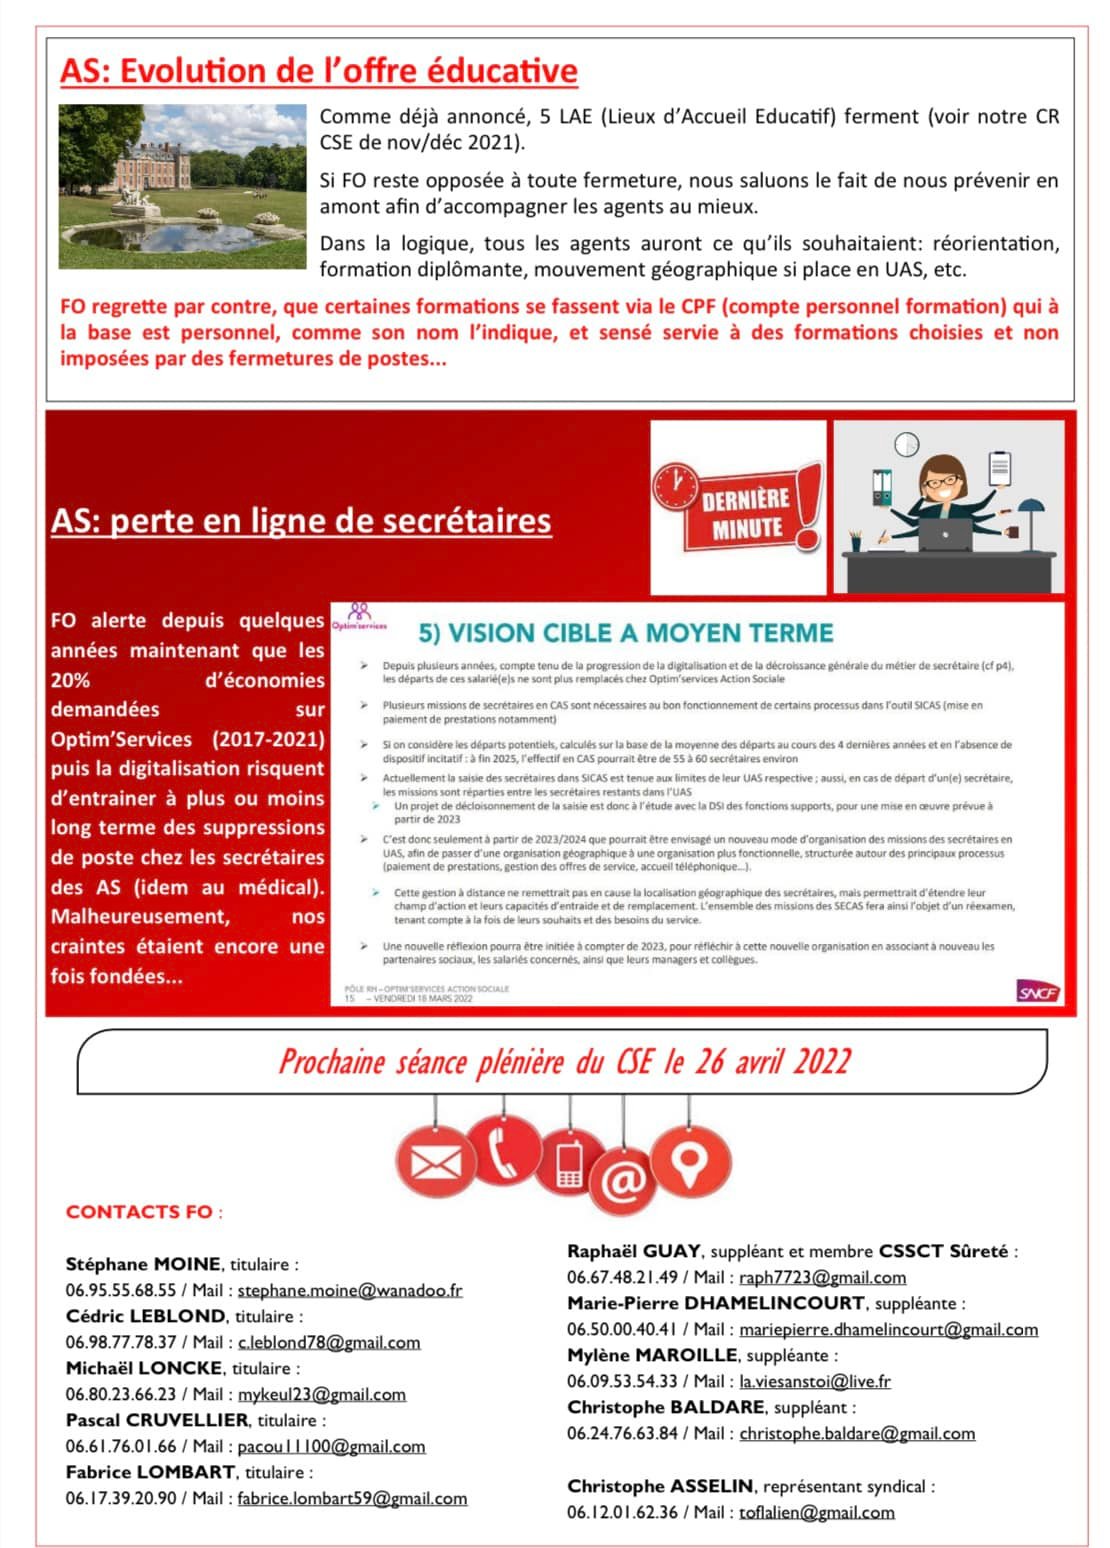 AS: Evolution de l'offre éducative
Comme déjà annoncé, 5 LAE (Lieux d'Accueil Educatif) ferment (voir notre CR
CSE de nov/déc 2021).
Si FO reste opposée à toute fermeture, nous saluons le fait de nous prévenir en
amont afin d'accompagner les agents au mieux.
Dans la logique, tous les agents auront ce qu'ils souhaitaient: réorientation,
formation diplômante, mouvement géographique si place en UAS, etc.
FO regrette par contre, que certaines formations se fassent via le CPF (compte personnel formation) qui à
la base est personnel, comme son nom l'indique, et sensé servie à des formations choisies et non
imposées par des fermetures de postes...
AS: perte en ligne de secrétaires
DERNIÈRE
MINUTE
FO alerte depuis quelques
années maintenant que les
20% d'économies
demandées sur
Optim'Services (2017-2021)
puis la digitalisation risquent
d'entrainer à plus ou moins
long terme des suppressions
de poste chez les secrétaires
des AS (idem au médical).
Malheureusement, nos
craintes étaient encore une
fois fondées...
Optim'services
5) VISION CIBLE A MOYEN TERME
➢ Depuis plusieurs années, compte tenu de la progression de la digitalisation et de la décroissance générale du métier de secrétaire (cf p4),
les départs de ces salarié(e)s ne sont plus remplacés chez Optim'services Action Sociale
➢ Plusieurs missions de secrétaires en CAS sont nécessaires au bon fonctionnement de certains processus dans l'outil SICAS (mise en
paiement de prestations notamment)
➢ Si on considère les départs potentiels, calculés sur la base de la moyenne des départs au cours des 4 dernières années et en l'absence de
dispositif incitatif : à fin 2025, l'effectif en CAS pourrait être de 55 à 60 secrétaires environ
➢ Actuellement la saisie des secrétaires dans SICAS est tenue aux limites de leur UAS respective ; aussi, en cas de départ d'un(e) secrétaire,
les missions sont réparties entre les secrétaires restants dans l'UAS
➢ Un projet de décloisonnement de la saisie est donc à l'étude avec la DSI des fonctions supports, pour une mise en œuvre prévue à
partir de 2023
➢ C'est donc seulement à partir de 2023/2024 que pourrait être envisagé un nouveau mode d'organisation des missions des secrétaires en
UAS, afin de passer d'une organisation géographique à une organisation plus fonctionnelle, structurée autour des principaux processus
(paiement de prestations, gestion des offres de service, accueil téléphonique...).
➢ Cette gestion à distance ne remettrait pas en cause la localisation géographique des secrétaires, mais permettrait d'étendre leur
champ d'action et leurs capacités d'entraide et de remplacement. L'ensemble des missions des SECAS fera ainsi l'objet d'un réexamen,
tenant compte à la fois de leurs souhaits et des besoins du service.
➢ Une nouvelle réflexion pourra être initiée à compter de 2023, pour réfléchir à cette nouvelle organisation en associant à nouveau les
partenaires sociaux, les salariés concernés, ainsi que leurs managers et collègues.
PÔLE RH – OPTIM'SERVICES ACTION SOCIALE
15 – VENDREDI 18 MARS 2022
SNCF
Prochaine séance plénière du CSE le 26 avril 2022
@
CONTACTS FO :
Stéphane MOINE, titulaire :
06.95.55.68.55 / Mail : stephane.moine@wanadoo.fr
Cédric LEBLOND, titulaire :
06.98.77.78.37 / Mail : c.leblond78@gmail.com
Michaël LONCKE, titulaire :
06.80.23.66.23 / Mail : mykeul23@gmail.com
Pascal CRUVELLIER, titulaire :
06.61.76.01.66 / Mail : pacou11100@gmail.com
Fabrice LOMBART, titulaire :
06.17.39.20.90 / Mail : fabrice.lombart59@gmail.com
Raphaël GUAY, suppléant et membre CSSCT Sûreté :
06.67.48.21.49 / Mail : raph7723@gmail.com
Marie-Pierre DHAMELINCOURT, suppléante :
06.50.00.40.41 / Mail : mariepierre.dhamelincourt@gmail.com
Mylène MAROILLE, suppléante :
06.09.53.54.33 / Mail : la.viesanstoi@live.fr
Christophe BALDARE, suppléant :
06.24.76.63.84 / Mail : christophe.baldare@gmail.com
Christophe ASSELIN, représentant syndical :
06.12.01.62.36 / Mail : toflalien@gmail.com